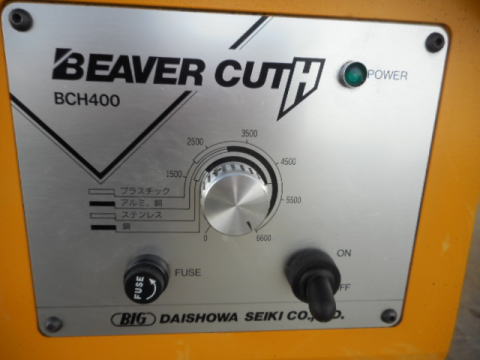 BEAVER CUT H
BCH400
POWER
3500
2500
4500
1500
プラスチック
アルミ、銅
5500
ステンレス
鋼
0
6600
ON
FUSE
FUSE
BIG DAISHOWA SEIKI